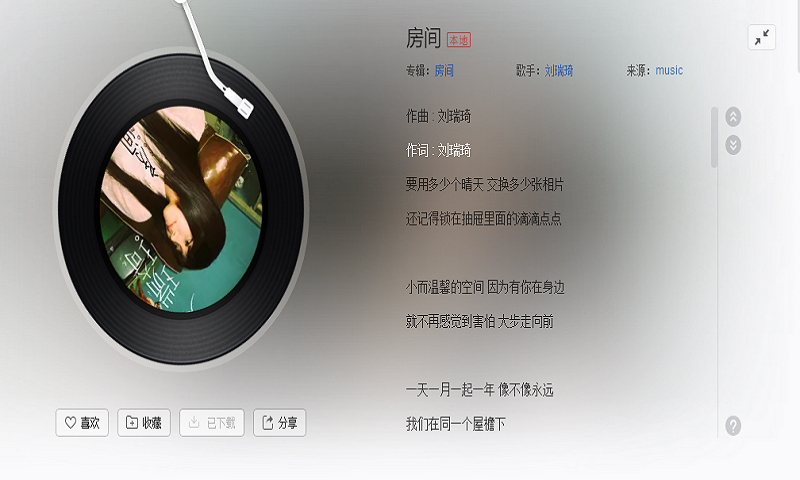 房间 本地
专辑：房间 歌手：刘瑞琦 来源：music
作曲 : 刘瑞琦
作词 : 刘瑞琦
要用多少个晴天 交换多少张相片
还记得锁在抽屉里面的滴滴点点
小而温馨的空间 因为有你在身边
就不再感觉到害怕 大步走向前
一天一月一起一年 像不像永远
我们在同一个屋檐下
喜欢 收藏 已下载 分享